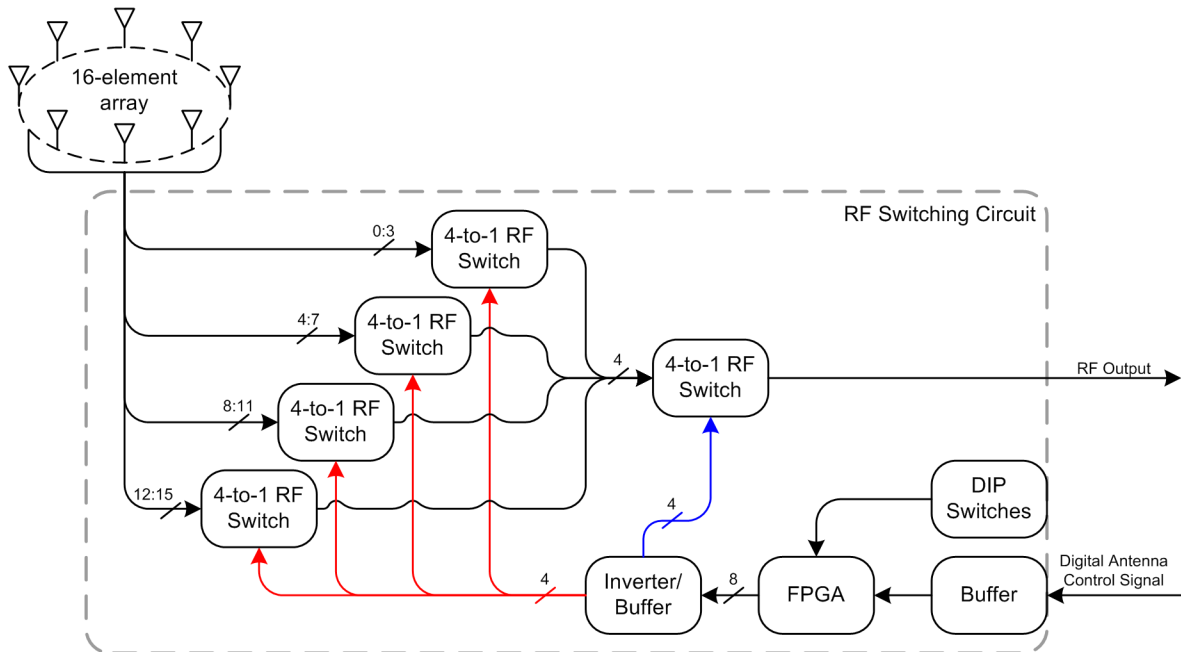 16-element
array
RF Switching Circuit
0:3
4-to-1 RF
Switch
4:7
4-to-1 RF
Switch
4
4-to-1 RF
Switch
RF Output
8:11
4-to-1 RF
Switch
12:15
4-to-1 RF
Switch
4
DIP
Switches
4
Inverter/
Buffer
8
FPGA
Buffer
Digital Antenna
Control Signal